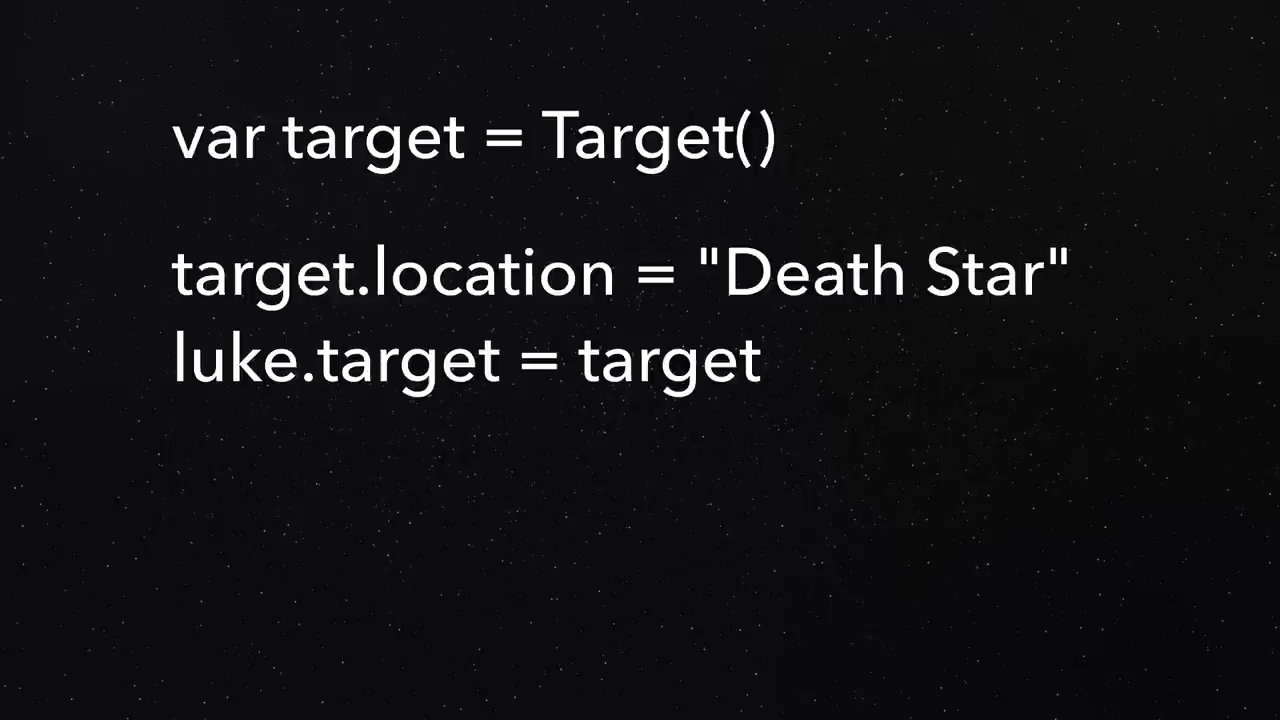 var target = Target()
target.location = "Death Star"
luke.target = target